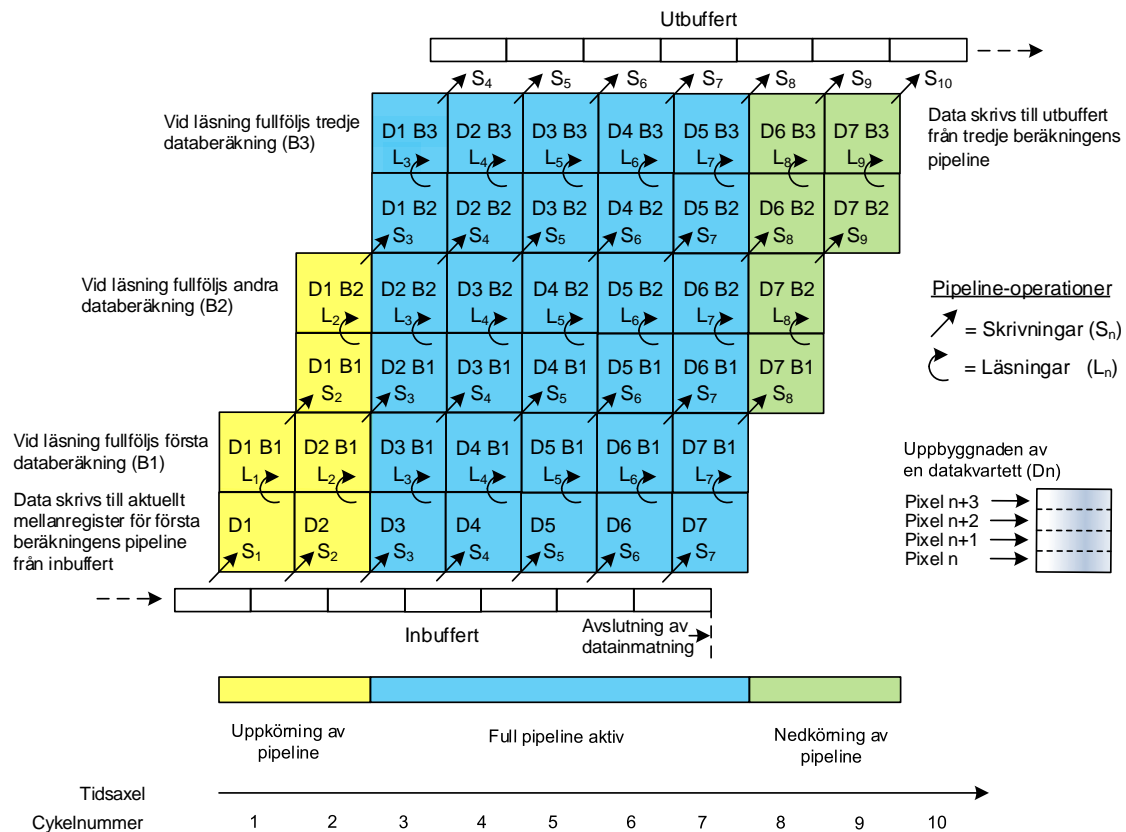 Utbuffert
S4 S5 S6 S7 S8 S9 S10
Vid läsning fullföljs tredje
databeräkning (B3)
D1 B3 D2 B3 D3 B3 D4 B3 D5 B3 D6 B3 D7 B3
L3 L4 L5 L6 L7 L8 L9
Data skrivs till utbuffert
från tredje beräkningens
pipeline
D1 B2 D2 B2 D3 B2 D4 B2 D5 B2 D6 B2 D7 B2
S3 S4 S5 S6 S7 S8 S9
Vid läsning fullföljs andra
databeräkning (B2)
D1 B2 D2 B2 D3 B2 D4 B2 D5 B2 D6 B2 D7 B2
L2 L3 L4 L5 L6 L7 L8
Pipeline-operationer
= Skrivningar (Sn)
= Läsningar (Ln)
D1 B1 D2 B1 D3 B1 D4 B1 D5 B1 D6 B1 D7 B1
S2 S3 S4 S5 S6 S7 S8
Vid läsning fullföljs första
databeräkning (B1)
D1 B1 D2 B1 D3 B1 D4 B1 D5 B1 D6 B1 D7 B1
L1 L2 L3 L4 L5 L6 L7
Uppbyggnaden av
en datakvartett (Dn)
Pixel n+3
Pixel n+2
Pixel n+1
Pixel n
Data skrivs till aktuellt
mellanregister för första
beräkningens pipeline
från inbuffert
D1 D2 D3 D4 D5 D6 D7
S1 S2 S3 S4 S5 S6 S7
Inbuffert
Avslutning av
datainmatning
Uppkörning av
pipeline
Full pipeline aktiv
Nedkörning av
pipeline
Tidsaxel
Cykelnummer 1 2 3 4 5 6 7 8 9 10